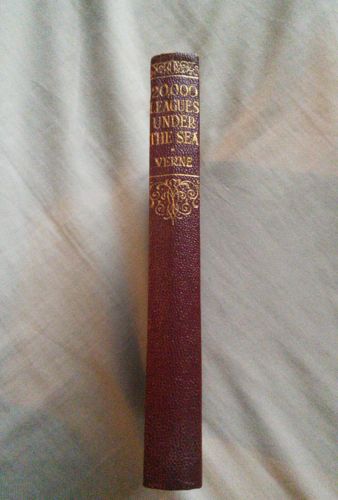 20,000
LEAGUES
UNDER
THE SEA
VERNE